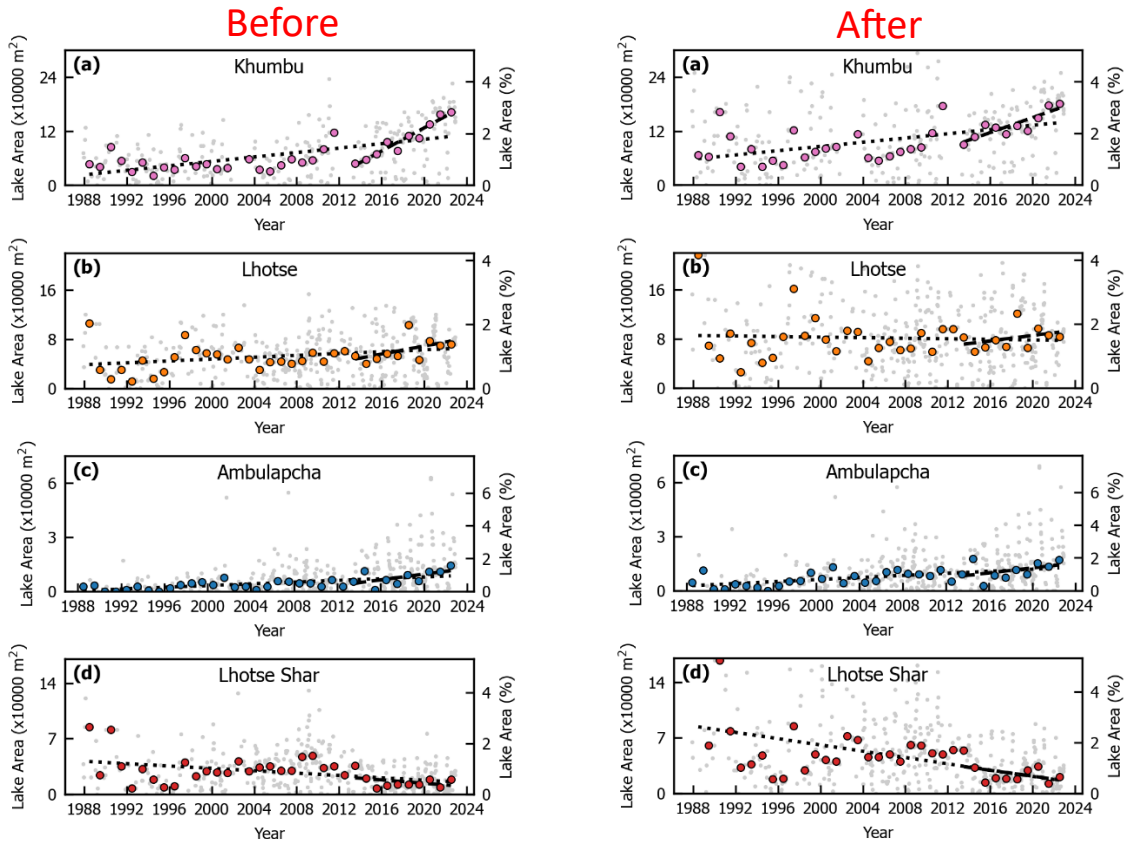 Before After
(a) Khumbu
Lake Area (x10000 m²)
24
12
0
Lake Area (%)
4
2
0
1988 1992 1996 2000 2004 2008 2012 2016 2020 2024
Year
(a) Khumbu
Lake Area (x10000 m²)
24
12
0
Lake Area (%)
4
2
0
1988 1992 1996 2000 2004 2008 2012 2016 2020 2024
Year
(b) Lhotse
Lake Area (x10000 m²)
16
8
0
Lake Area (%)
4
2
0
1988 1992 1996 2000 2004 2008 2012 2016 2020 2024
Year
(b) Lhotse
Lake Area (x10000 m²)
16
8
0
Lake Area (%)
4
2
0
1988 1992 1996 2000 2004 2008 2012 2016 2020 2024
Year
(c) Ambulapcha
Lake Area (x10000 m²)
6
3
0
Lake Area (%)
6
4
2
0
1988 1992 1996 2000 2004 2008 2012 2016 2020 2024
Year
(c) Ambulapcha
Lake Area (x10000 m²)
6
3
0
Lake Area (%)
6
4
2
0
1988 1992 1996 2000 2004 2008 2012 2016 2020 2024
Year
(d) Lhotse Shar
Lake Area (x10000 m²)
14
7
0
Lake Area (%)
4
2
0
1988 1992 1996 2000 2004 2008 2012 2016 2020 2024
Year
(d) Lhotse Shar
Lake Area (x10000 m²)
14
7
0
Lake Area (%)
4
2
0
1988 1992 1996 2000 2004 2008 2012 2016 2020 2024
Year